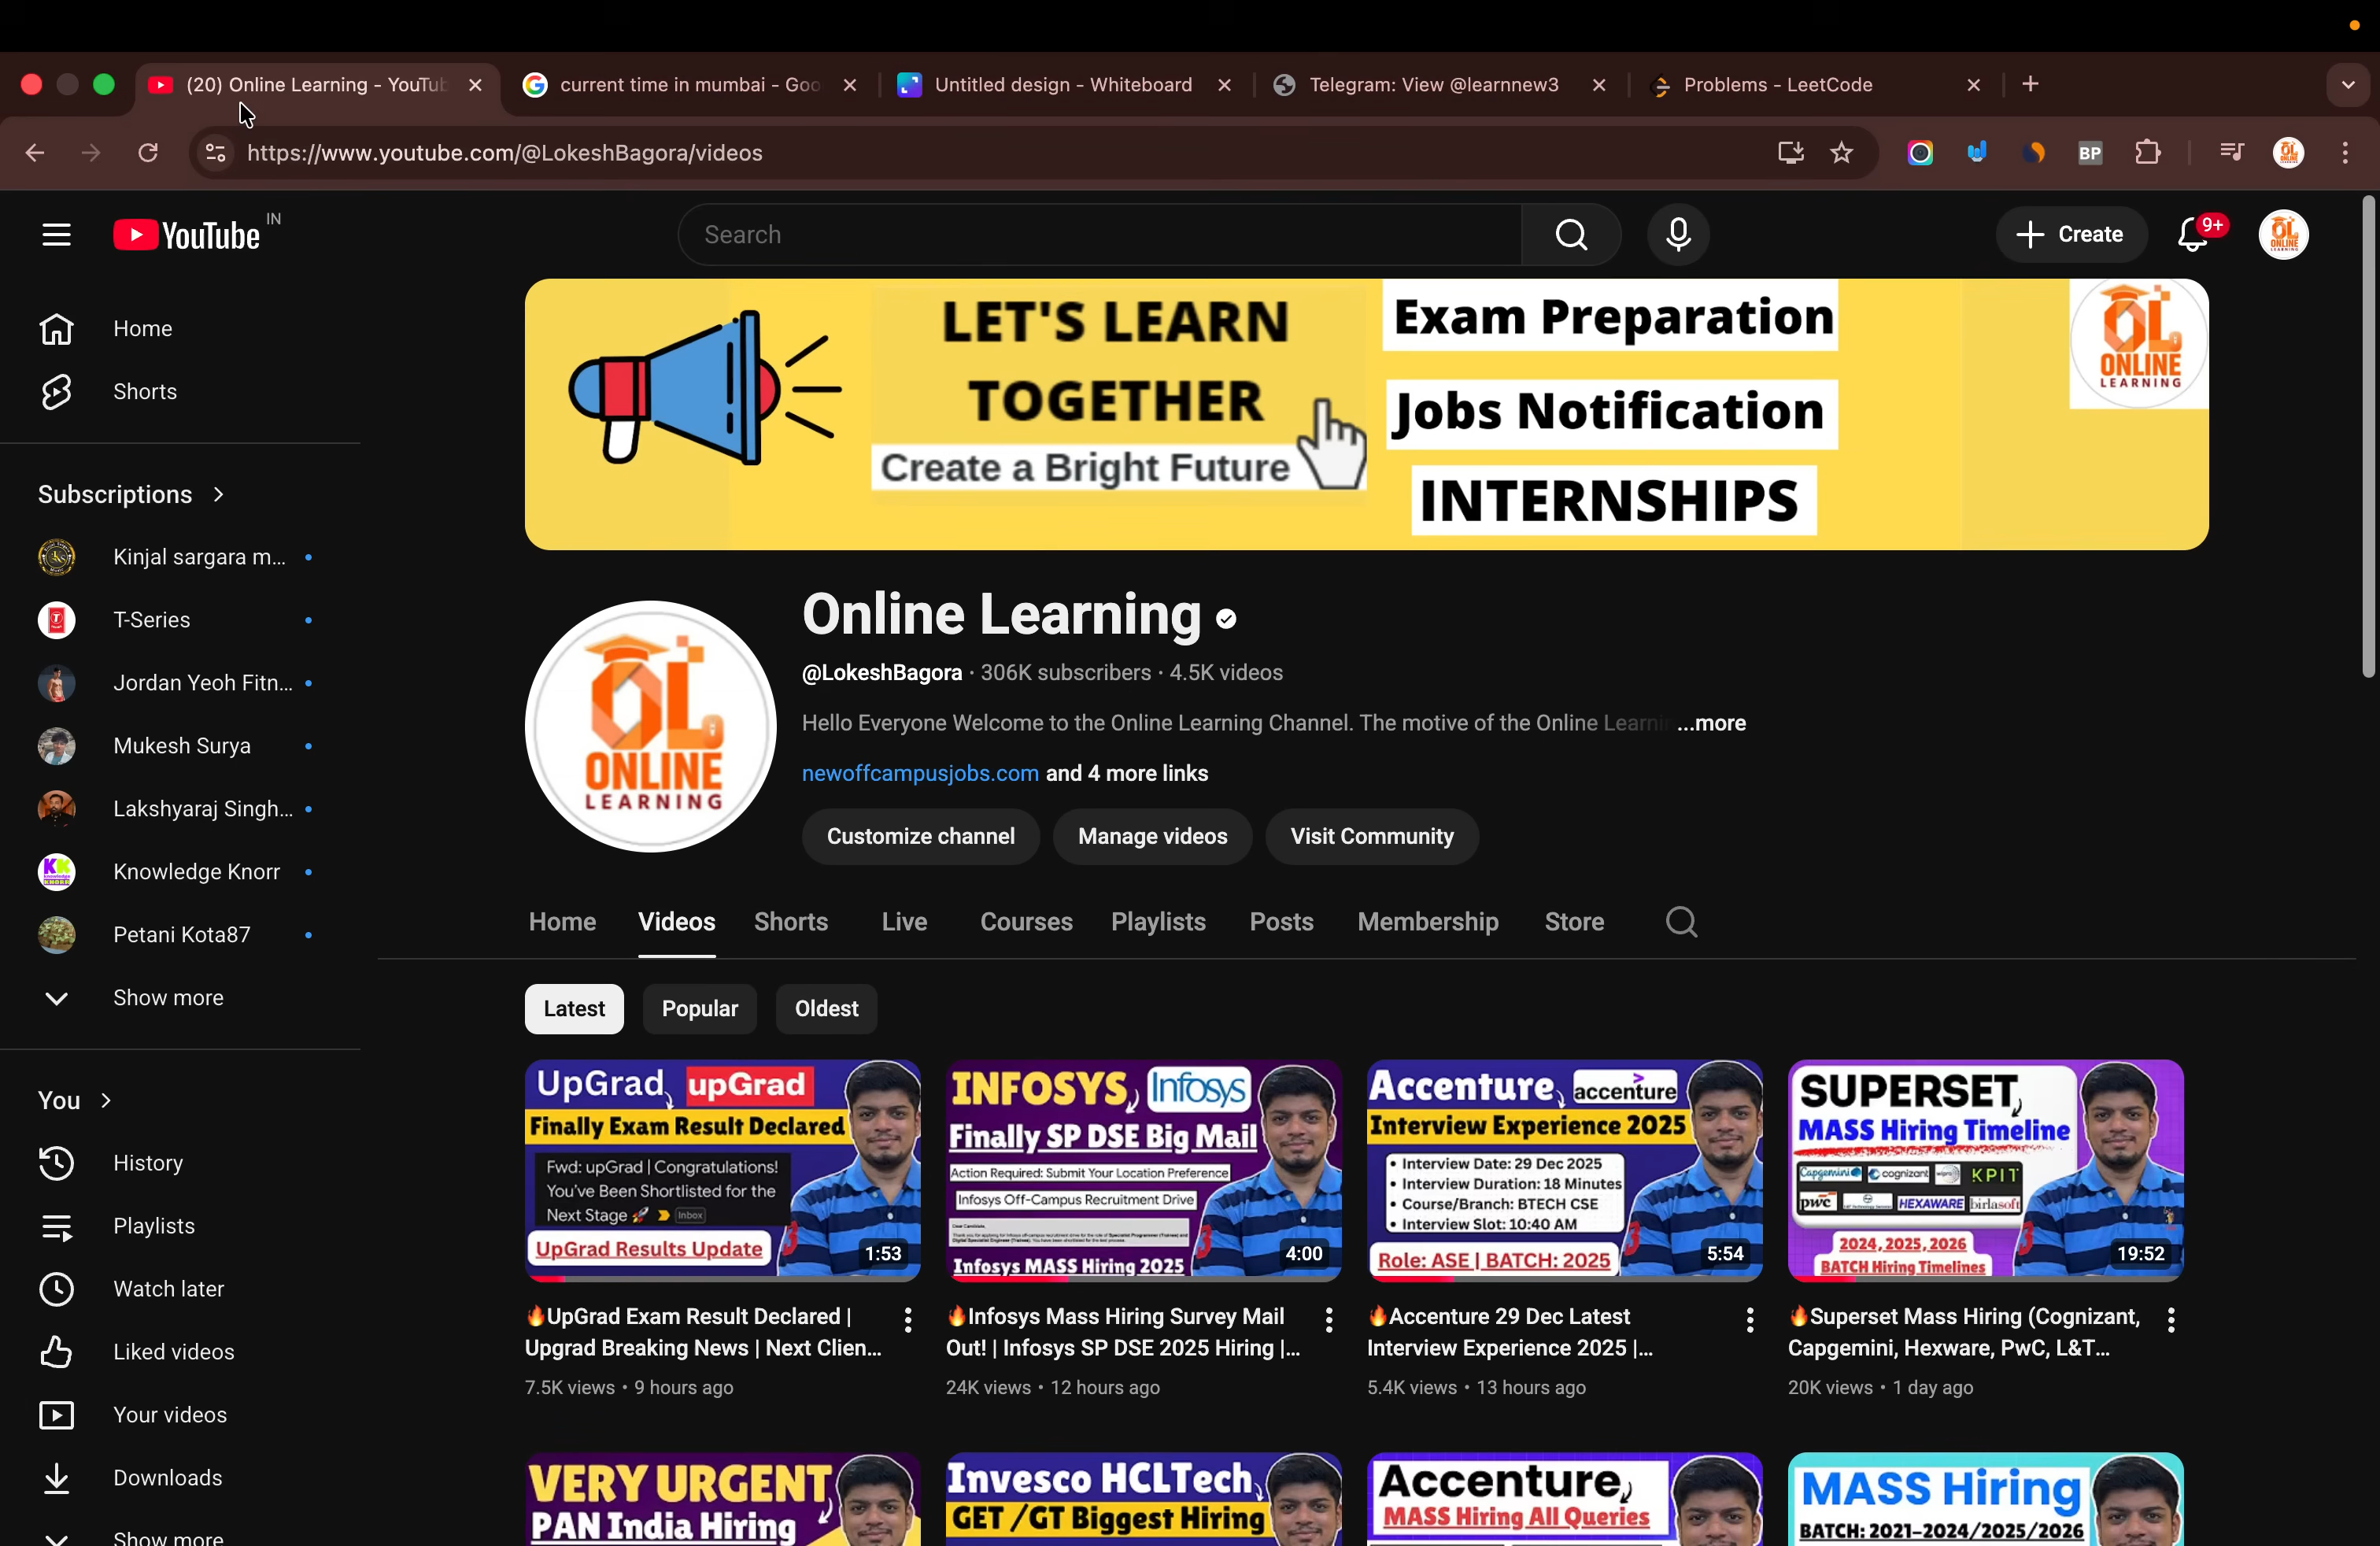 (20) Online Learning - YouTub
current time in mumbai - Goo
Untitled design - Whiteboard
Telegram: View @learnnew3
Problems - LeetCode
https://www.youtube.com/@LokeshBagora/videos
BP
YouTube IN
Search
Create
9+
Home
Shorts
Subscriptions
Kinjal sargara m...
T-Series
Jordan Yeoh Fitn...
Mukesh Surya
Lakshyaraj Singh...
Knowledge Knorr
Petani Kota87
Show more
You
History
Playlists
Watch later
Liked videos
Your videos
Downloads
Show more
LET'S LEARN
TOGETHER
Create a Bright Future
Exam Preparation
Jobs Notification
INTERNSHIPS
OL
ONLINE
LEARNING
OL
ONLINE
LEARNING
Online Learning
@LokeshBagora · 306K subscribers · 4.5K videos
Hello Everyone Welcome to the Online Learning Channel. The motive of the Online Learni ...more
newoffcampusjobs.com and 4 more links
Customize channel
Manage videos
Visit Community
Home Videos Shorts Live Courses Playlists Posts Membership Store
Latest Popular Oldest
UpGrad upGrad
Finally Exam Result Declared
Fwd: upGrad | Congratulations!
You've Been Shortlisted for the
Next Stage 🚀 Inbox
UpGrad Results Update
1:53
🔥UpGrad Exam Result Declared |
Upgrad Breaking News | Next Clien...
7.5K views • 9 hours ago
INFOSYS Infosys
Finally SP DSE Big Mail
Action Required: Submit Your Location Preference
Infosys Off-Campus Recruitment Drive
Infosys MASS Hiring 2025
4:00
🔥Infosys Mass Hiring Survey Mail
Out! | Infosys SP DSE 2025 Hiring |...
24K views • 12 hours ago
Accenture accenture
Interview Experience 2025
• Interview Date: 29 Dec 2025
• Interview Duration: 18 Minutes
• Course/Branch: BTECH CSE
• Interview Slot: 10:40 AM
Role: ASE | BATCH: 2025
5:54
🔥Accenture 29 Dec Latest
Interview Experience 2025 |...
5.4K views • 13 hours ago
SUPERSET
MASS Hiring Timeline
Capgemini cognizant wipro KPIT
pwc HEXAWARE birlasoft
2024, 2025, 2026
BATCH Hiring Timelines
19:52
🔥Superset Mass Hiring (Cognizant,
Capgemini, Hexware, PwC, L&T...
20K views • 1 day ago
VERY URGENT
PAN India Hiring
Invesco HCLTech
GET /GT Biggest Hiring
Accenture
MASS Hiring All Queries
MASS Hiring
BATCH: 2021-2024/2025/2026